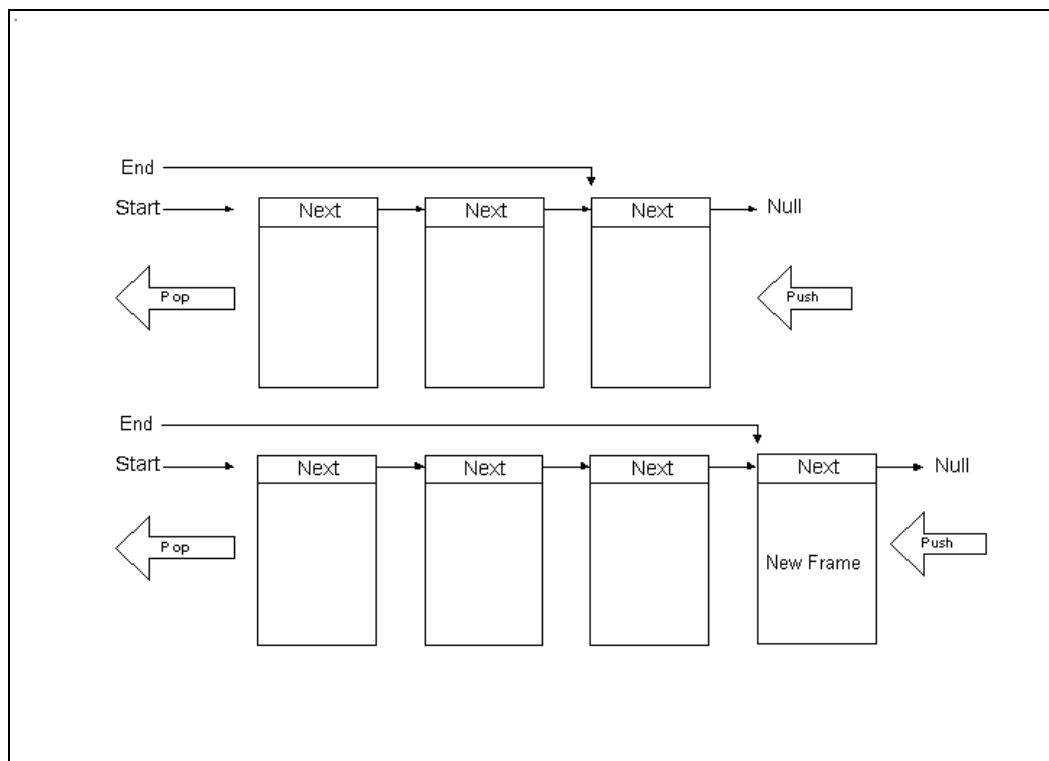 End
Start Next Next Next Null
Pop Push
End
Start Next Next Next Next Null
Pop Push
New Frame